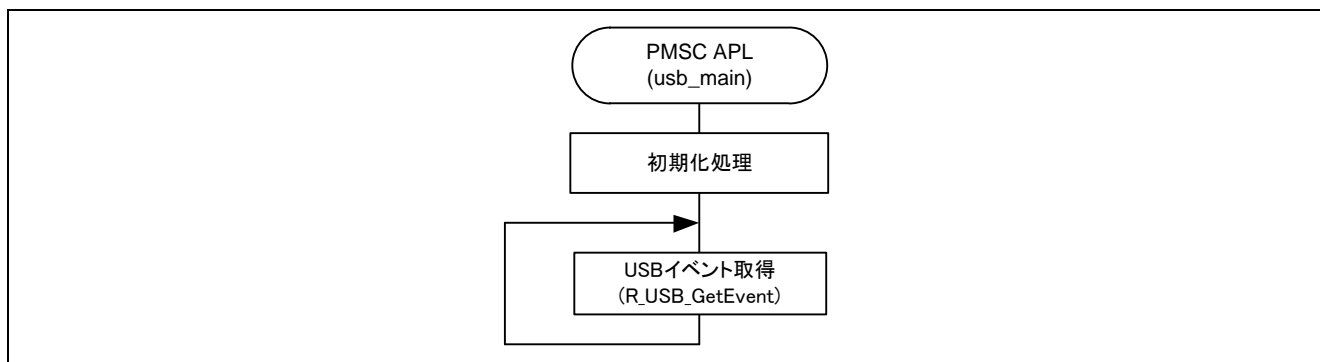 PMSC APL
(usb_main)
初期化処理
USBイベント取得
（R_USB_GetEvent）